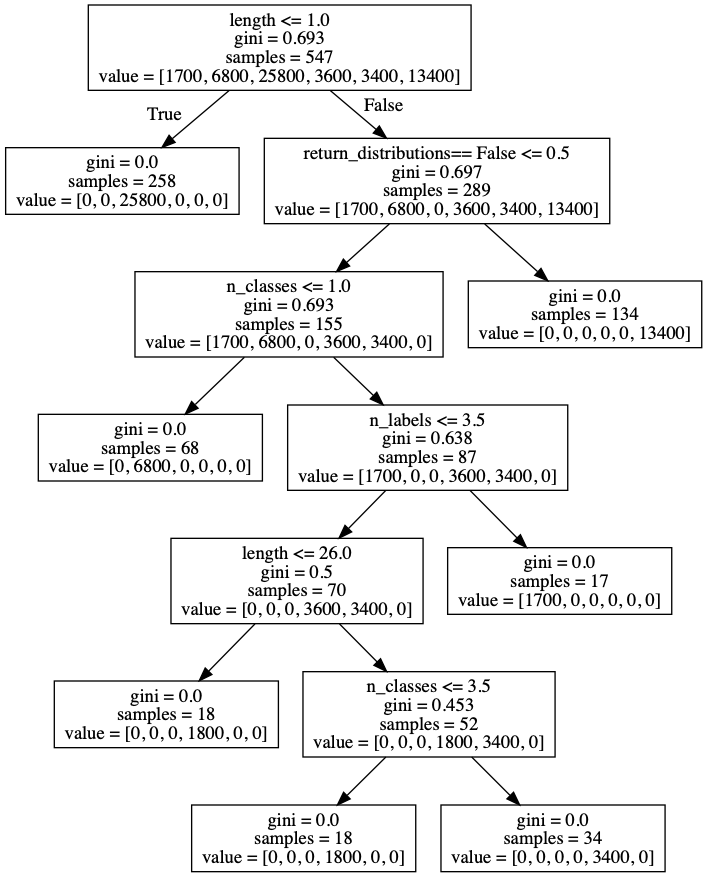 length <= 1.0
gini = 0.693
samples = 547
value = [1700, 6800, 25800, 3600, 3400, 13400]
True
False
gini = 0.0
samples = 258
value = [0, 0, 25800, 0, 0, 0]
return_distributions== False <= 0.5
gini = 0.697
samples = 289
value = [1700, 6800, 0, 3600, 3400, 13400]
n_classes <= 1.0
gini = 0.693
samples = 155
value = [1700, 6800, 0, 3600, 3400, 0]
gini = 0.0
samples = 134
value = [0, 0, 0, 0, 0, 13400]
gini = 0.0
samples = 68
value = [0, 6800, 0, 0, 0, 0]
n_labels <= 3.5
gini = 0.638
samples = 87
value = [1700, 0, 0, 3600, 3400, 0]
length <= 26.0
gini = 0.5
samples = 70
value = [0, 0, 0, 3600, 3400, 0]
gini = 0.0
samples = 17
value = [1700, 0, 0, 0, 0, 0]
gini = 0.0
samples = 18
value = [0, 0, 0, 1800, 0, 0]
n_classes <= 3.5
gini = 0.453
samples = 52
value = [0, 0, 0, 1800, 3400, 0]
gini = 0.0
samples = 18
value = [0, 0, 0, 1800, 0, 0]
gini = 0.0
samples = 34
value = [0, 0, 0, 0, 3400, 0]